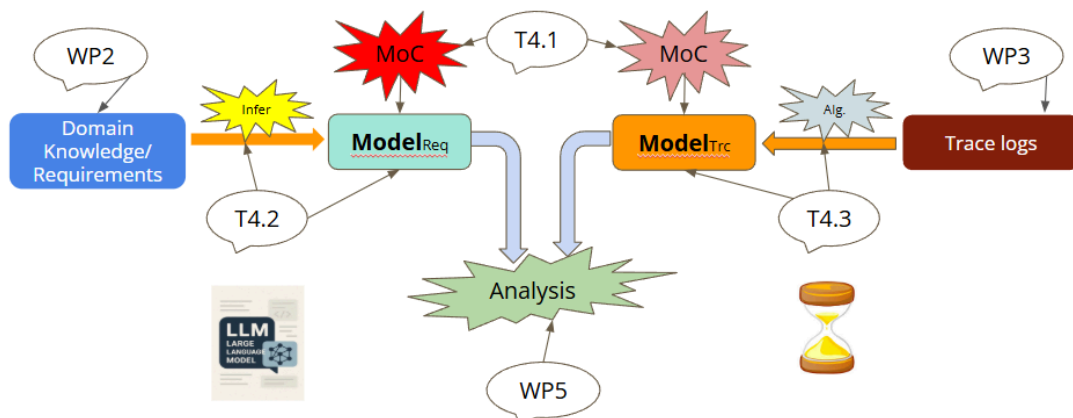 WP2
MoC
T4.1
MoC
WP3
Infer
Alg.
Domain
Knowledge/
Requirements
ModelReq
ModelTrc
Trace logs
T4.2
T4.3
Analysis
LLM
LARGE
LANGUAGE
MODEL
</>
WP5